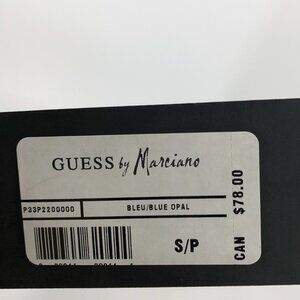 GUESS by Marciano
P33P2200000 BLEU/BLUE OPAL
S/P
CAN $78.00